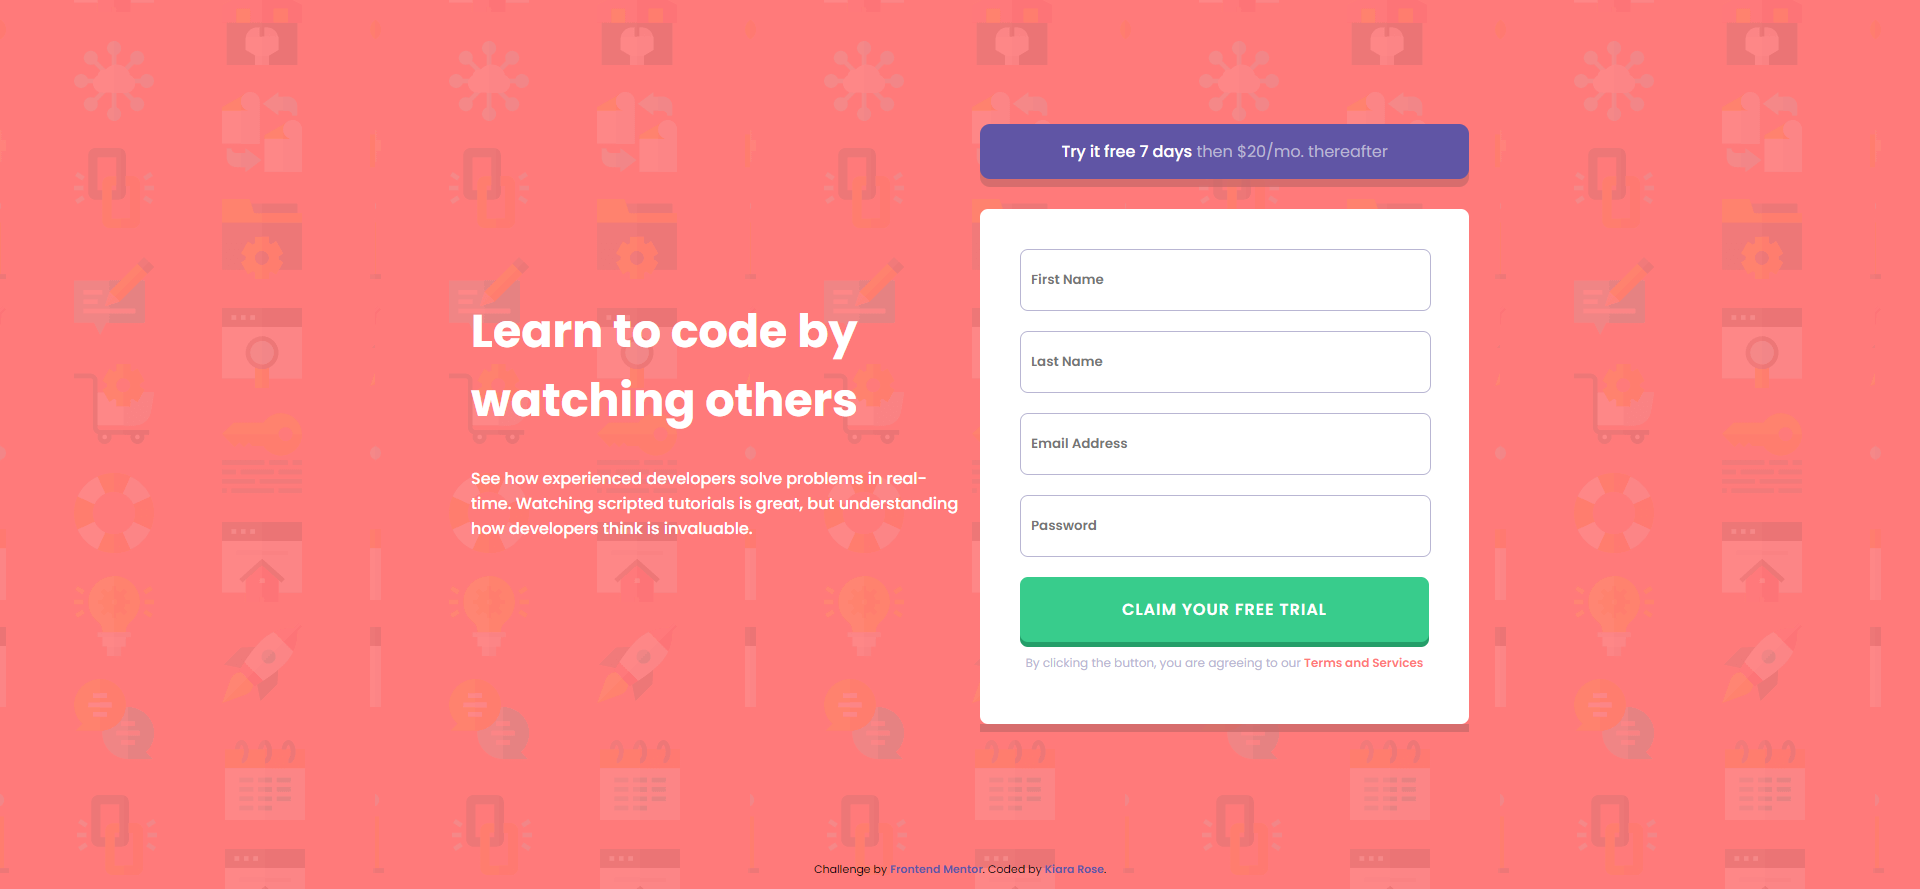 Learn to code by
watching others
See how experienced developers solve problems in real-
time. Watching scripted tutorials is great, but understanding
how developers think is invaluable.
Try it free 7 days then $20/mo. thereafter
First Name
Last Name
Email Address
Password
CLAIM YOUR FREE TRIAL
By clicking the button, you are agreeing to our Terms and Services
Challenge by Frontend Mentor. Coded by Kiara Rose.